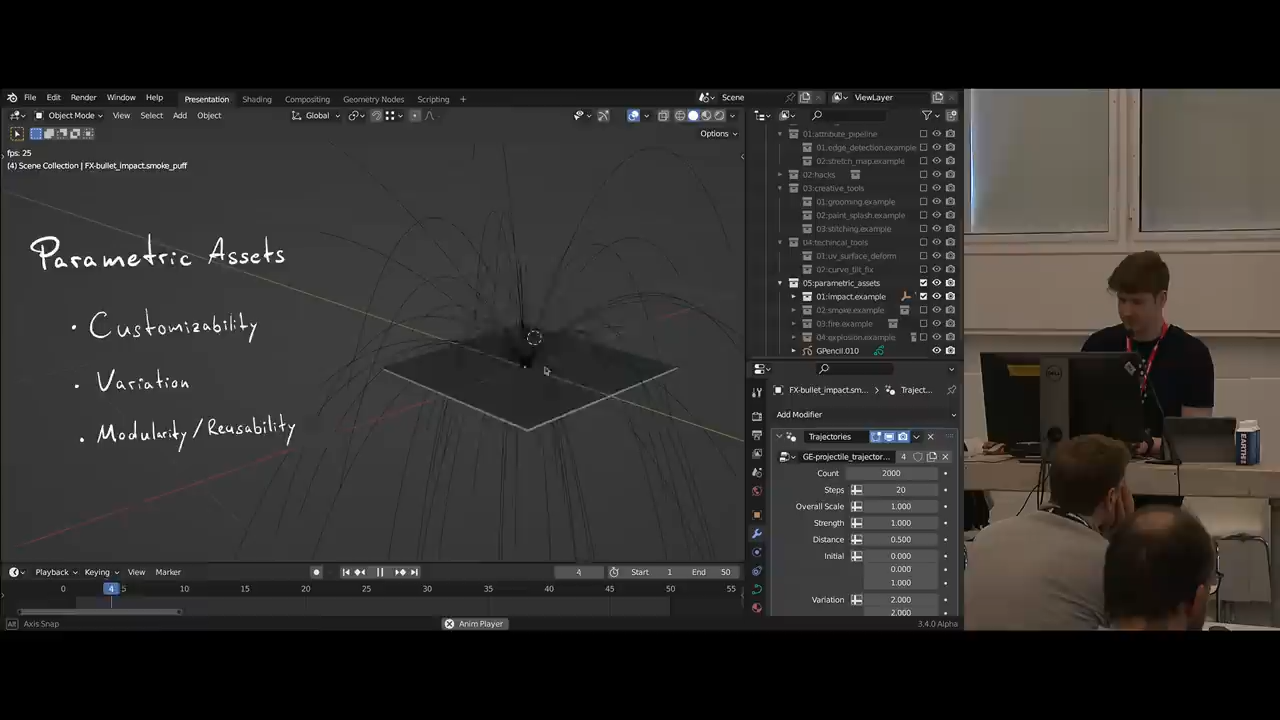 File Edit Render Window Help Presentation Shading Compositing Geometry Nodes Scripting + Scene ViewLayer
Object Mode View Select Add Object Global
Options
fps: 25
(4) Scene Collection | FX-bullet_impact.smoke_puff
Parametric Assets
• Customizability
• Variation
• Modularity/Reusability
01:attribute_pipeline
01.edge_detection.example
02:stretch_map.example
02:hacks
03:creative_tools
01:grooming.example
02:paint_splash.example
03:stitching.example
04:techincal_tools
01:uv_surface_deform
02:curve_tilt_fix
05:parametric_assets
01:impact.example
02:smoke.example
03:fire.example
04:explosion.example
GPencil.010
FX-bullet_impact.sm... Traject...
Add Modifier
Trajectories
GE-projectile_trajector... 4
Count 2000
Steps 20
Overall Scale 1.000
Strength 1.000
Distance 0.500
Initial 0.000
0.000
1.000
Variation 2.000
2.000
Playback Keying View Marker 4 Start 1 End 50
0 4 5 10 15 20 25 30 35 40 45 50 55
Alt Axis Snap Anim Player 3.4.0 Alpha
DELL